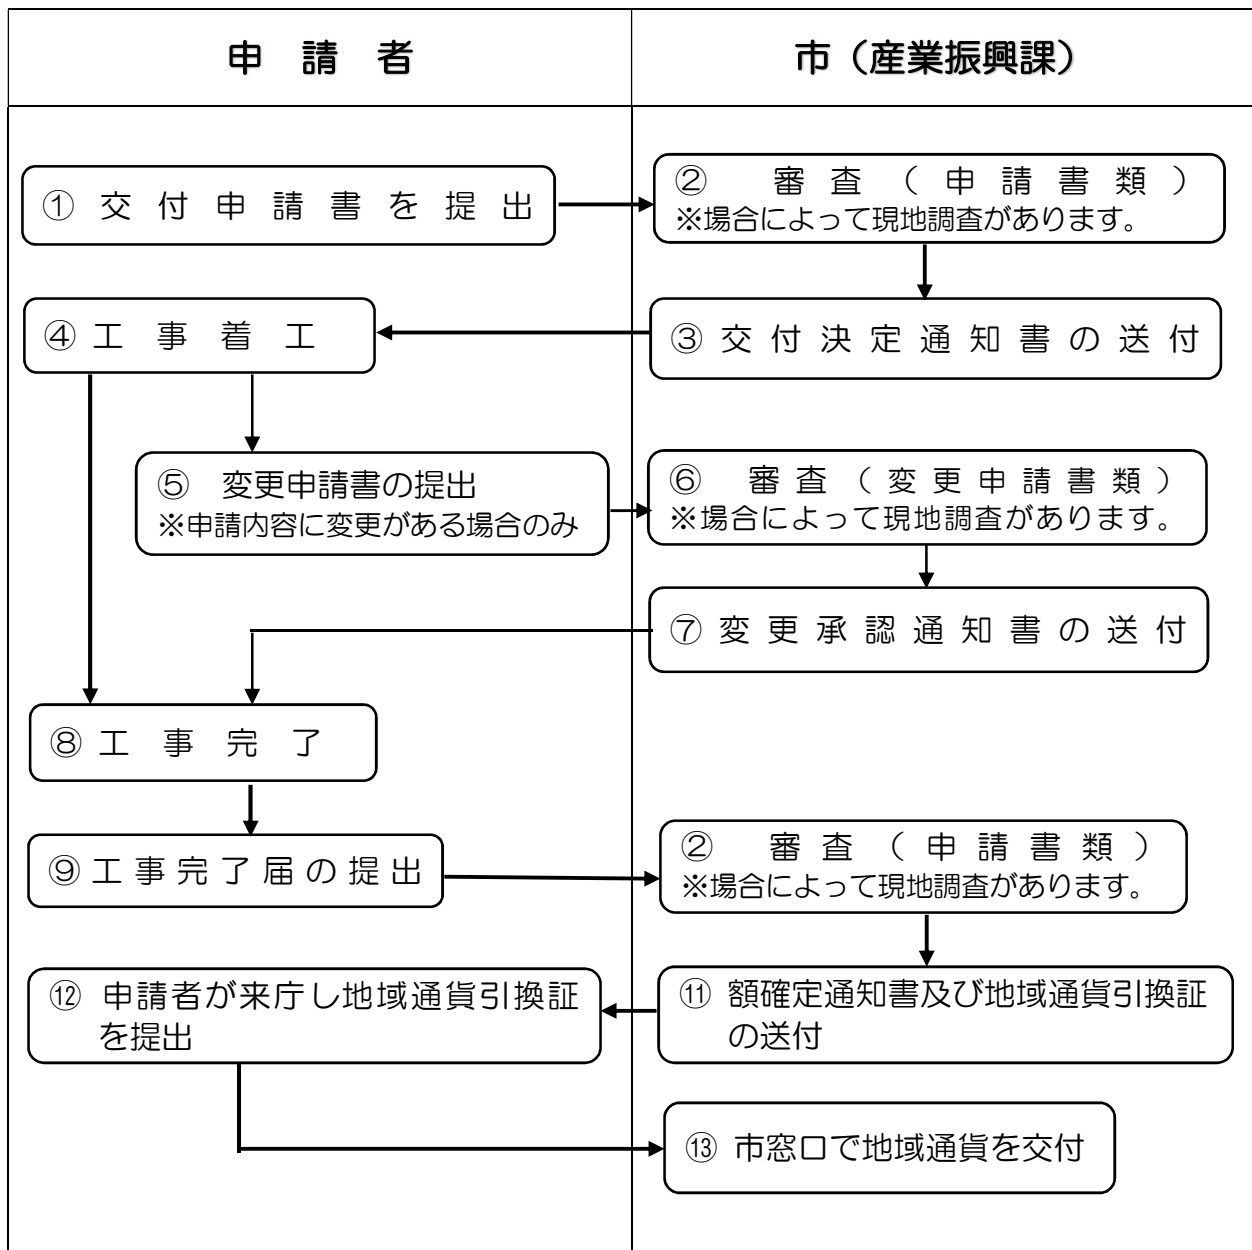 申請者
市（産業振興課）
①交付申請書を提出
② 審査（申請書類）
※場合によって現地調査があります。
③交付決定通知書の送付
④工事着工
⑤ 変更申請書の提出
※申請内容に変更がある場合のみ
⑥ 審査（変更申請書類）
※場合によって現地調査があります。
⑦変更承認通知書の送付
⑧工事完了
⑨工事完了届の提出
② 審査（申請書類）
※場合によって現地調査があります。
⑪ 額確定通知書及び地域通貨引換証
の送付
⑫ 申請者が来庁し地域通貨引換証
を提出
⑬ 市窓口で地域通貨を交付